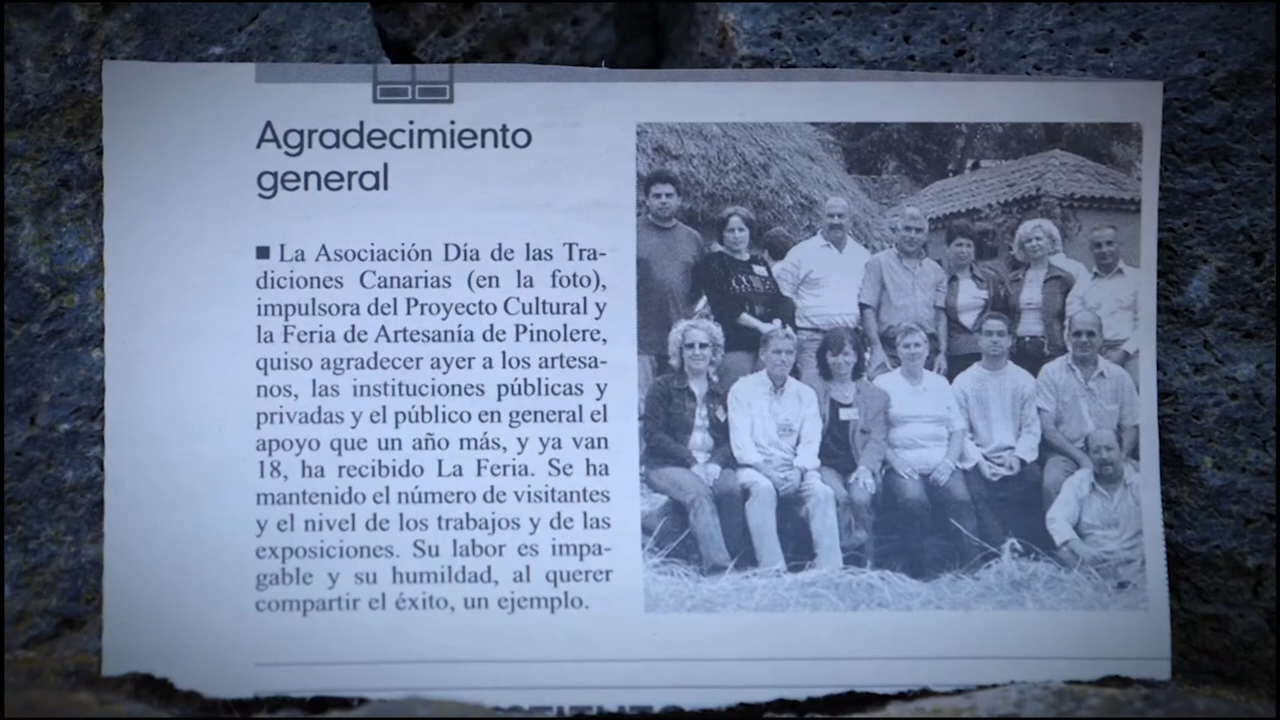 Agradecimiento
general
■ La Asociación Día de las Tra-
diciones Canarias (en la foto),
impulsora del Proyecto Cultural y
la Feria de Artesanía de Pinolere,
quiso agradecer ayer a los artesa-
nos, las instituciones públicas y
privadas y el público en general el
apoyo que un año más, y ya van
18, ha recibido La Feria. Se ha
mantenido el número de visitantes
y el nivel de los trabajos y de las
exposiciones. Su labor es impa-
gable y su humildad, al querer
compartir el éxito, un ejemplo.